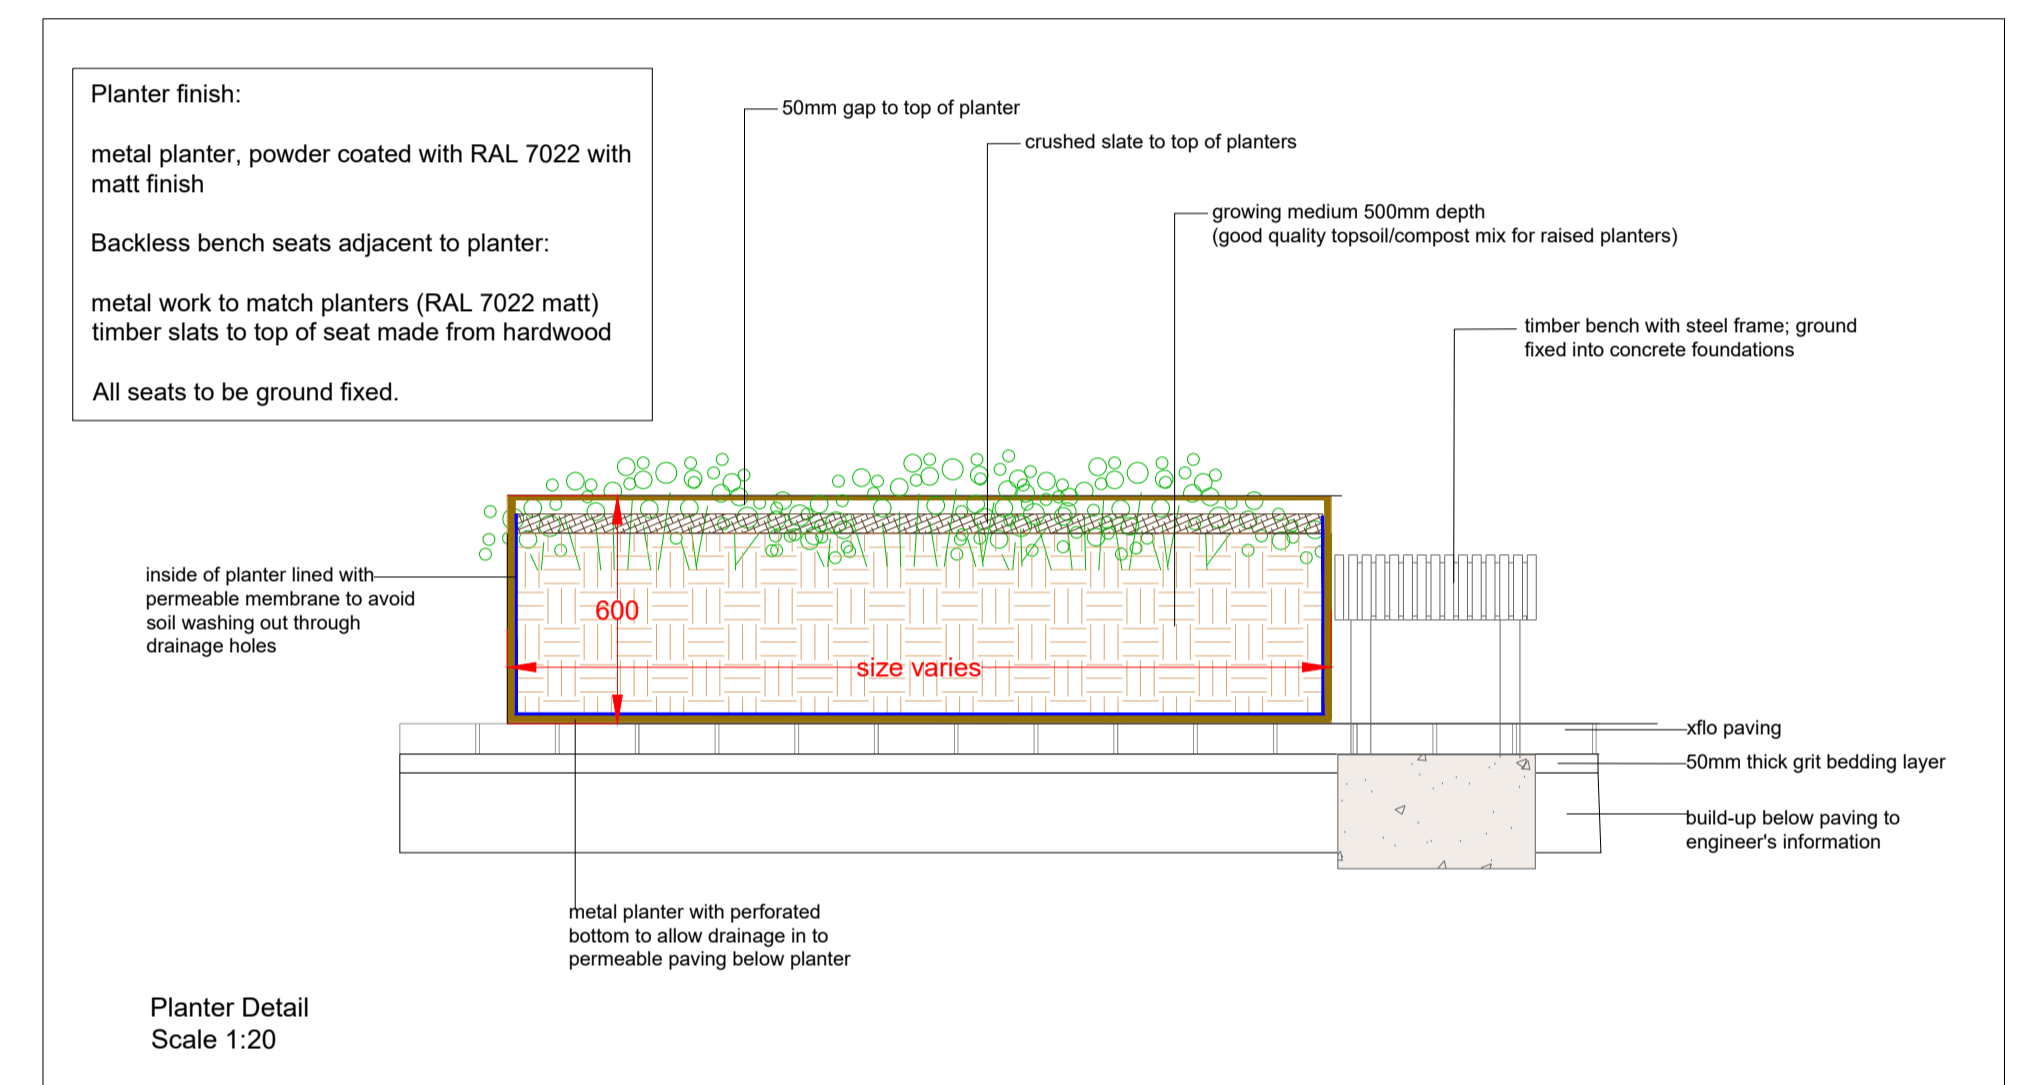 Planter finish:
metal planter, powder coated with RAL 7022 with
matt finish
Backless bench seats adjacent to planter:
metal work to match planters (RAL 7022 matt)
timber slats to top of seat made from hardwood
All seats to be ground fixed.
50mm gap to top of planter
crushed slate to top of planters
growing medium 500mm depth
(good quality topsoil/compost mix for raised planters)
timber bench with steel frame; ground
fixed into concrete foundations
inside of planter lined with
permeable membrane to avoid
soil washing out through
drainage holes
600
size varies
xflo paving
50mm thick grit bedding layer
build-up below paving to
engineer's information
metal planter with perforated
bottom to allow drainage in to
permeable paving below planter
Planter Detail
Scale 1:20